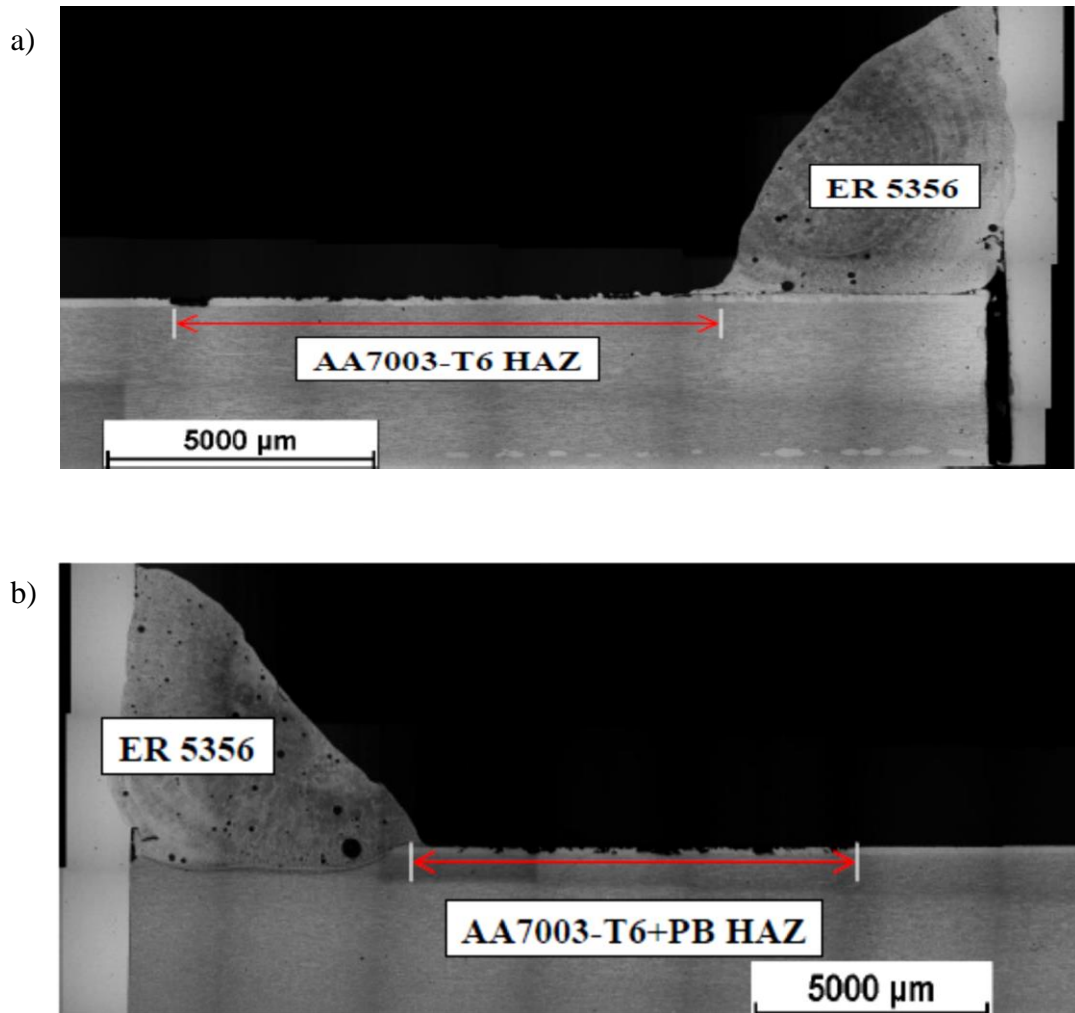 a)
ER 5356
AA7003-T6 HAZ
5000 µm
b)
ER 5356
AA7003-T6+PB HAZ
5000 µm